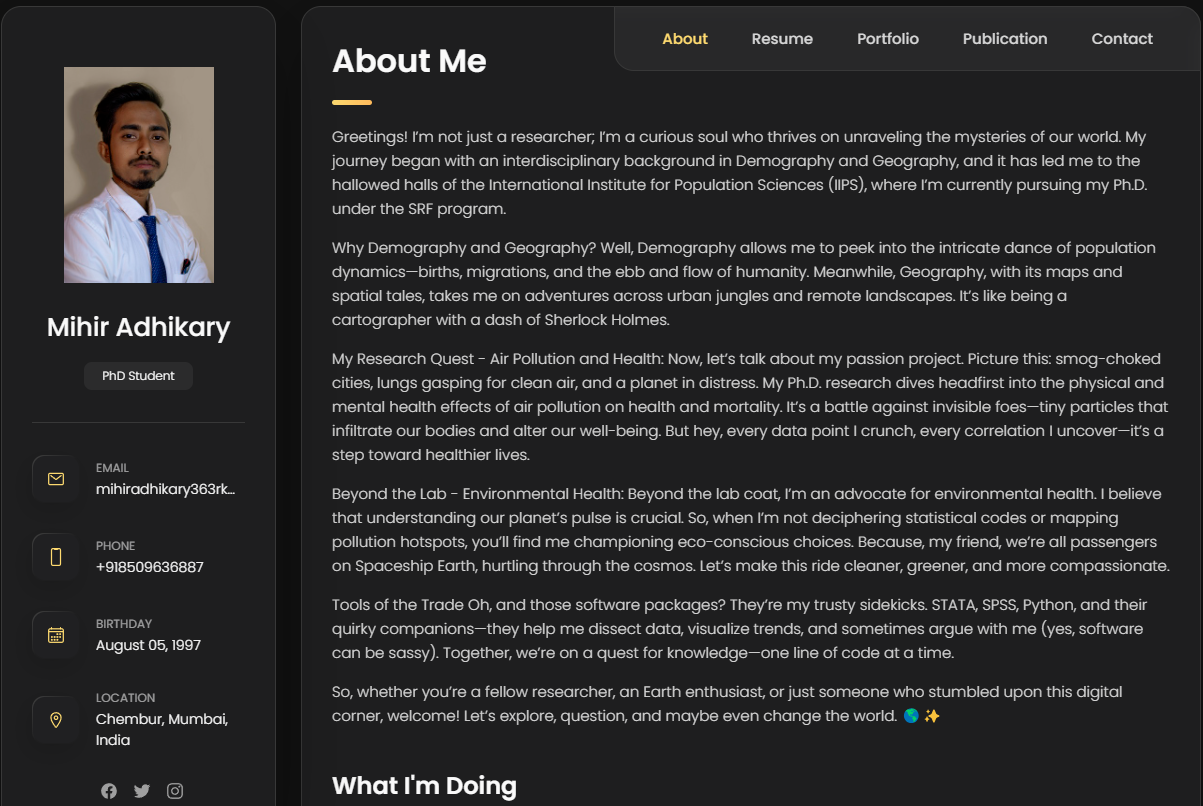 Mihir Adhikary
PhD Student
EMAIL
mihiradhikary363rk...
PHONE
+918509636887
BIRTHDAY
August 05, 1997
LOCATION
Chembur, Mumbai,
India
About
Resume
Portfolio
Publication
Contact
About Me
Greetings! I’m not just a researcher; I’m a curious soul who thrives on unraveling the mysteries of our world. My
journey began with an interdisciplinary background in Demography and Geography, and it has led me to the
hallowed halls of the International Institute for Population Sciences (IIPS), where I’m currently pursuing my Ph.D.
under the SRF program.
Why Demography and Geography? Well, Demography allows me to peek into the intricate dance of population
dynamics—births, migrations, and the ebb and flow of humanity. Meanwhile, Geography, with its maps and
spatial tales, takes me on adventures across urban jungles and remote landscapes. It’s like being a
cartographer with a dash of Sherlock Holmes.
My Research Quest - Air Pollution and Health: Now, let’s talk about my passion project. Picture this: smog-choked
cities, lungs gasping for clean air, and a planet in distress. My Ph.D. research dives headfirst into the physical and
mental health effects of air pollution on health and mortality. It’s a battle against invisible foes—tiny particles that
infiltrate our bodies and alter our well-being. But hey, every data point I crunch, every correlation I uncover—it’s a
step toward healthier lives.
Beyond the Lab - Environmental Health: Beyond the lab coat, I’m an advocate for environmental health. I believe
that understanding our planet’s pulse is crucial. So, when I’m not deciphering statistical codes or mapping
pollution hotspots, you’ll find me championing eco-conscious choices. Because, my friend, we’re all passengers
on Spaceship Earth, hurtling through the cosmos. Let’s make this ride cleaner, greener, and more compassionate.
Tools of the Trade Oh, and those software packages? They’re my trusty sidekicks. STATA, SPSS, Python, and their
quirky companions—they help me dissect data, visualize trends, and sometimes argue with me (yes, software
can be sassy). Together, we’re on a quest for knowledge—one line of code at a time.
So, whether you’re a fellow researcher, an Earth enthusiast, or just someone who stumbled upon this digital
corner, welcome! Let’s explore, question, and maybe even change the world. 🌎 ✨
What I'm Doing